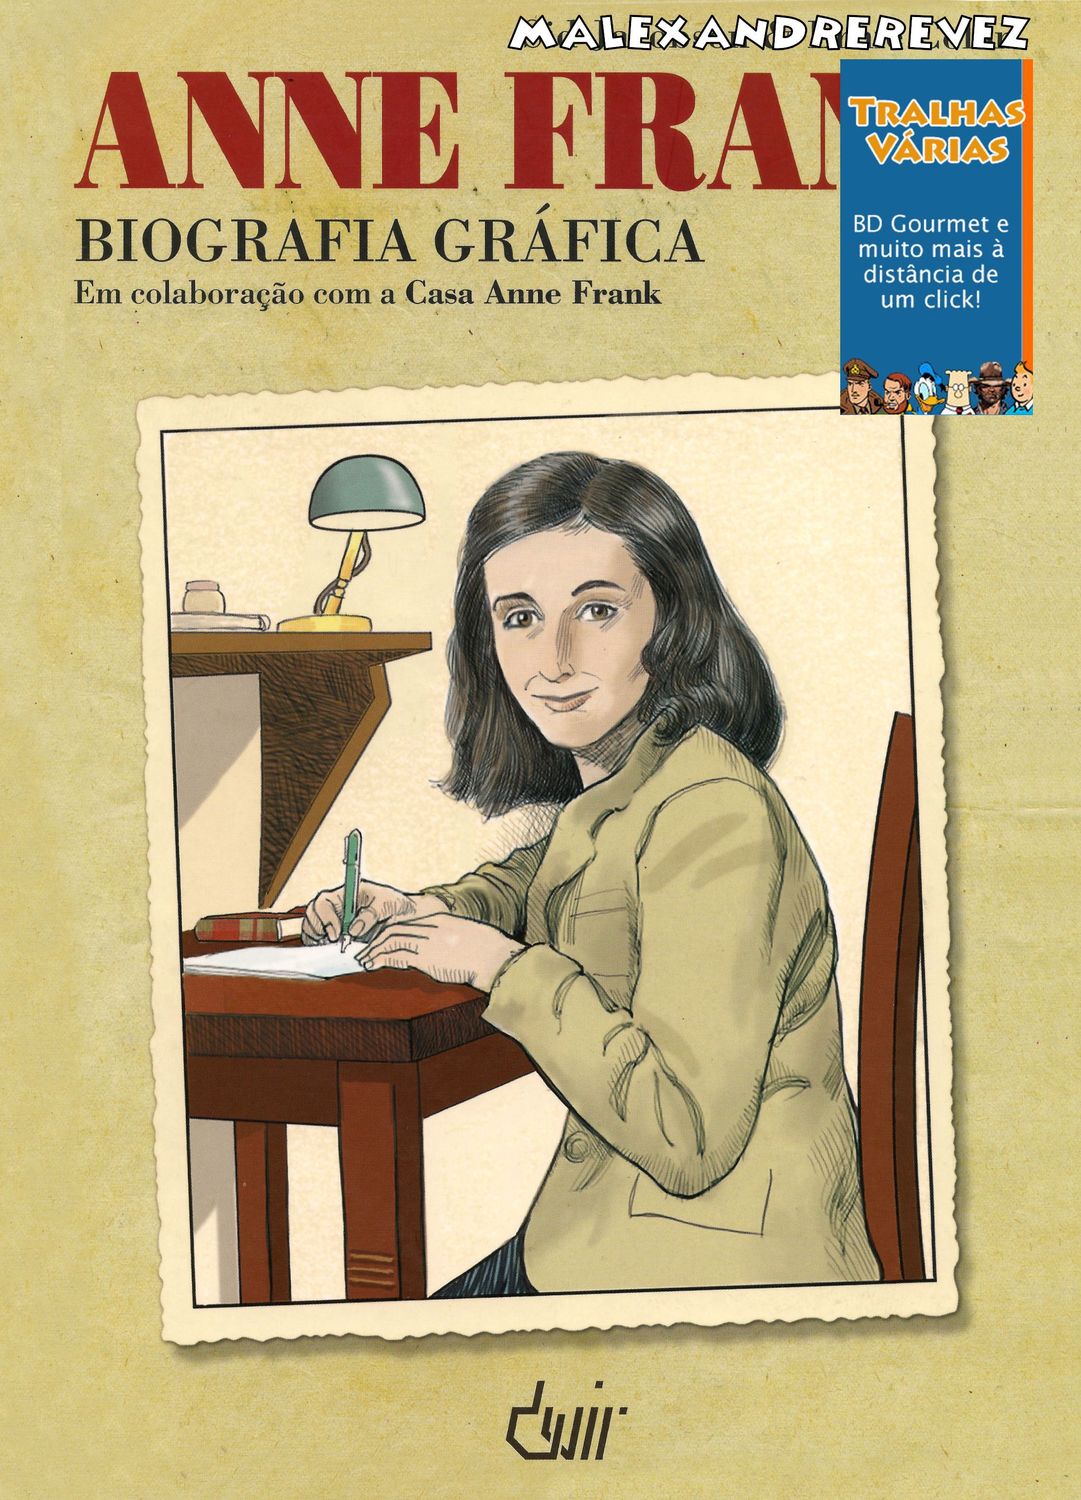 MALEXANDREREVEZ
ANNE FRAN
TRALHAS
VÁRIAS
BIOGRAFIA GRÁFICA
Em colaboração com a Casa Anne Frank
BD Gourmet e
muito mais à
distância de
um click!